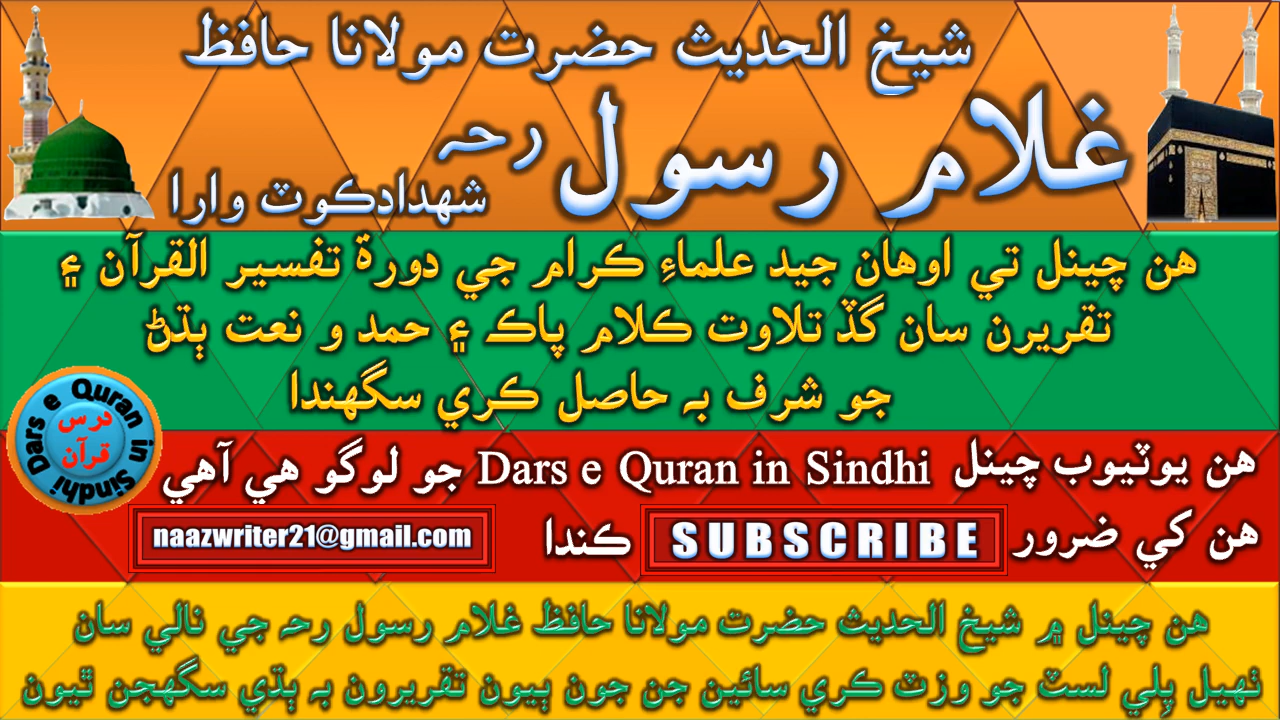 شيخ الحديث حضرت مولانا حافظ
غلام رسول رحہ
شهدادڪوٽ وارا
هن چينل تي اوهان جيد علماءِ ڪرام جي دورة تفسير القرآن ۽
تقريرن سان گڏ تلاوت ڪلام پاڪ ۽ حمد و نعت ٻڌڻ
جو شرف بہ حاصل ڪري سگهندا
Dars e Quran in Sindhi
درس
قرآن
هن يوٽيوب چينل Dars e Quran in Sindhi جو لوگو هي آهي
هن کي ضرور SUBSCRIBE ڪندا
naazwriter21@gmail.com
هن چينل ۾ شيخ الحديث حضرت مولانا حافظ غلام رسول رحہ جي نالي سان
ٺهيل پِلي لسٽ جو وزٽ ڪري سائين جن جون ٻيون تقريرون بہ ٻڌي سگهجن ٿيون